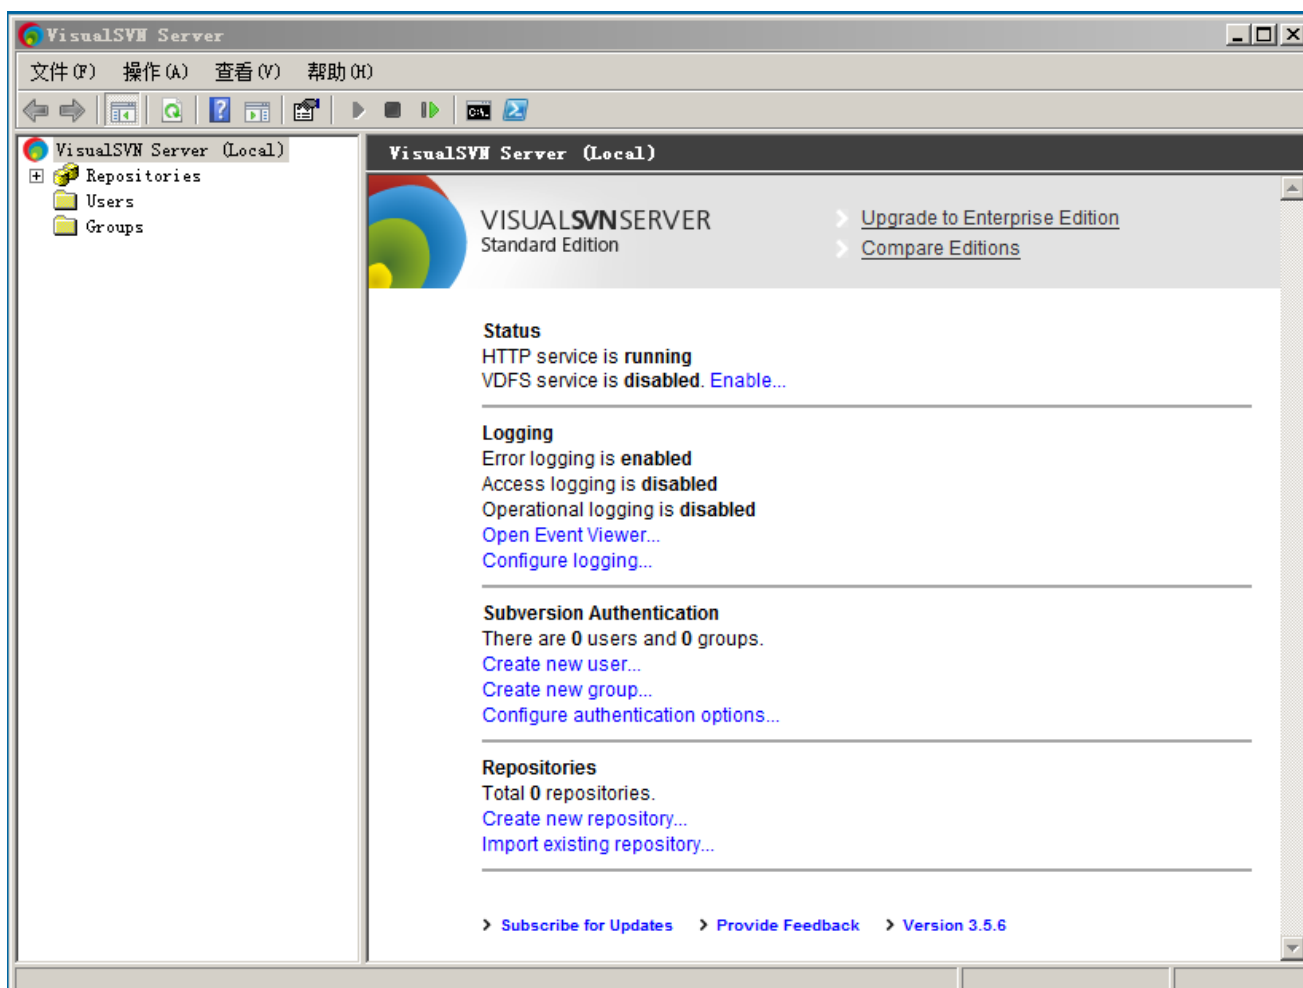 VisualSVN Server
文件(F) 操作(A) 查看(V) 帮助(H)
VisualSVN Server (Local)
Repositories
Users
Groups
VisualSVN Server (Local)
VISUALSVNSERVER
Standard Edition
Upgrade to Enterprise Edition
Compare Editions
Status
HTTP service is running
VDFS service is disabled. Enable...
Logging
Error logging is enabled
Access logging is disabled
Operational logging is disabled
Open Event Viewer...
Configure logging...
Subversion Authentication
There are 0 users and 0 groups.
Create new user...
Create new group...
Configure authentication options...
Repositories
Total 0 repositories.
Create new repository...
Import existing repository...
Subscribe for Updates Provide Feedback Version 3.5.6